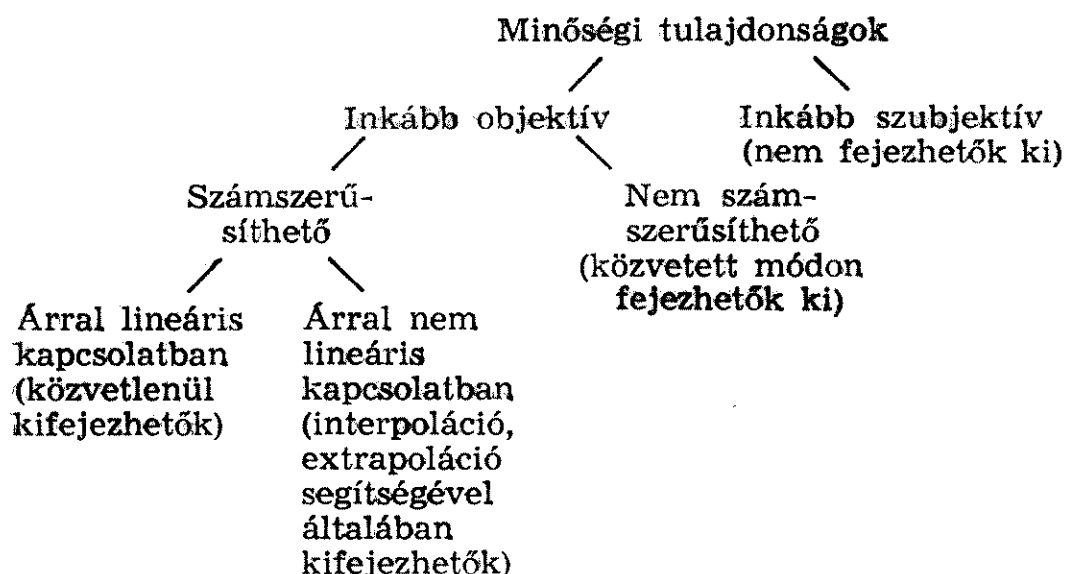 Minőségi tulajdonságok
Inkább objektív
Inkább szubjektív
(nem fejezhetők ki)
Számszerű-
síthető
Nem szám-
szerűsíthető
(közvetett módon
fejezhetők ki)
Árral lineáris
kapcsolatban
(közvetlenül
kifejezhetők)
Árral nem
lineáris
kapcsolatban
(interpoláció,
extrapoláció
segítségével
általában
kifejezhetők)